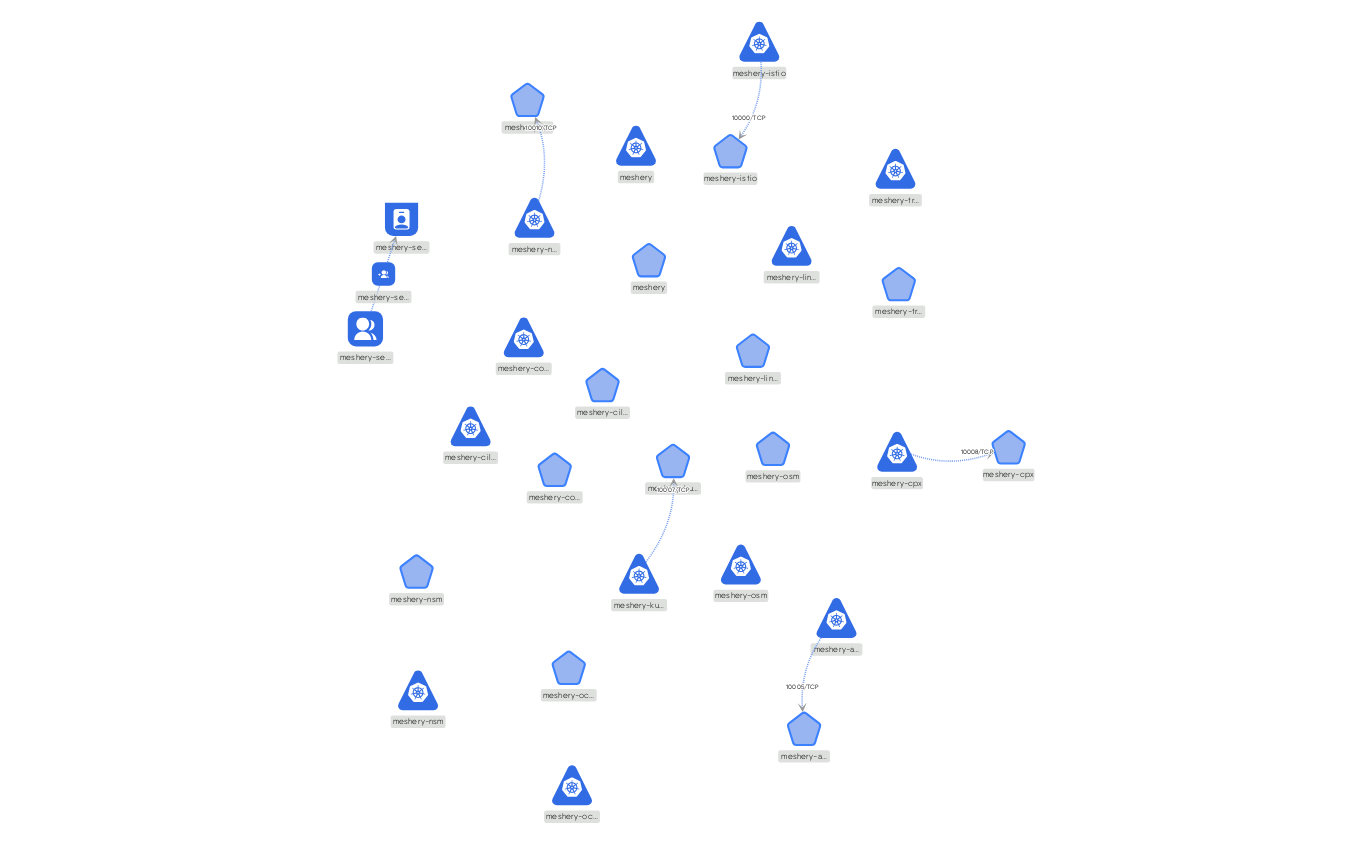 meshery-istio
10000/TCP
10010/TCP
meshery
meshery-istio
meshery-tr...
meshery-se...
meshery-n...
meshery-lin...
meshery
meshery-se...
meshery-tr...
meshery-se...
meshery-co...
meshery-lin...
meshery-cil...
meshery-cil...
10008/TCP
meshery-osm
meshery-cpx
meshery-cpx
10007/TCP
meshery-co...
meshery-nsm
meshery-ku...
meshery-osm
meshery-a...
10005/TCP
meshery-oc...
meshery-nsm
meshery-a...
meshery-oc...